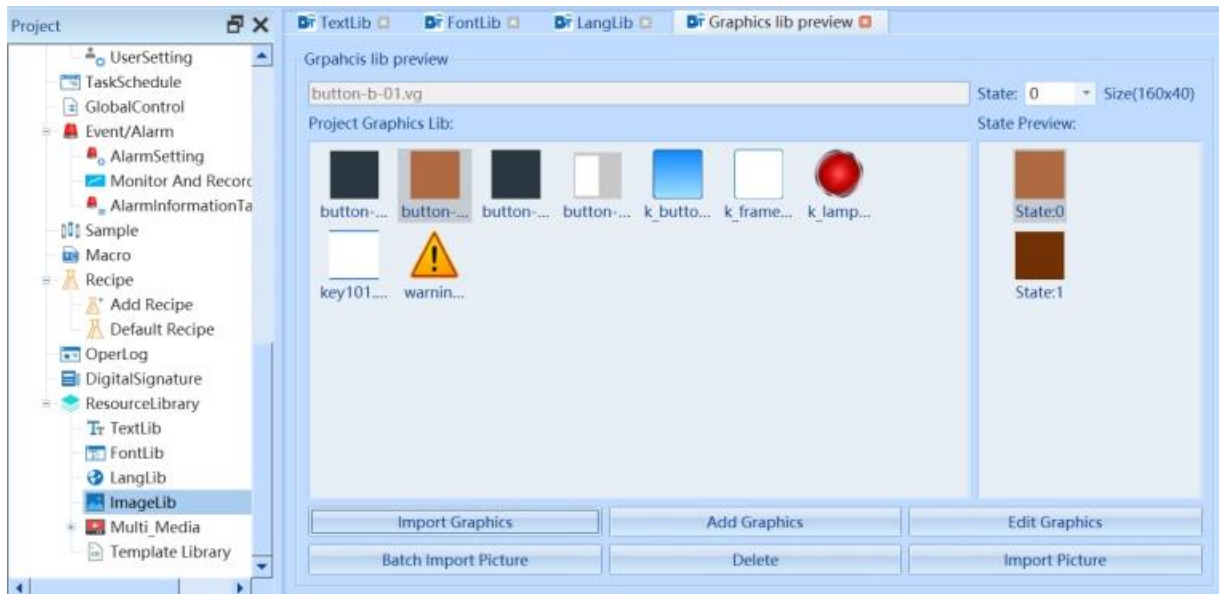 Project
UserSetting
TaskSchedule
GlobalControl
Event/Alarm
AlarmSetting
Monitor And Recor
AlarmInformationTa
Sample
Macro
Recipe
Add Recipe
Default Recipe
OperLog
DigitalSignature
ResourceLibrary
TextLib
FontLib
LangLib
ImageLib
Multi_Media
Template Library
TextLib FontLib LangLib Graphics lib preview
Grpahcis lib preview
button-b-01.vg State: 0 Size(160x40)
Project Graphics Lib: State Preview:
button-... button-... button-... button-... k_butto... k_frame... k_lamp...
key101.... warnin...
State:0
State:1
Import Graphics Add Graphics Edit Graphics
Batch Import Picture Delete Import Picture